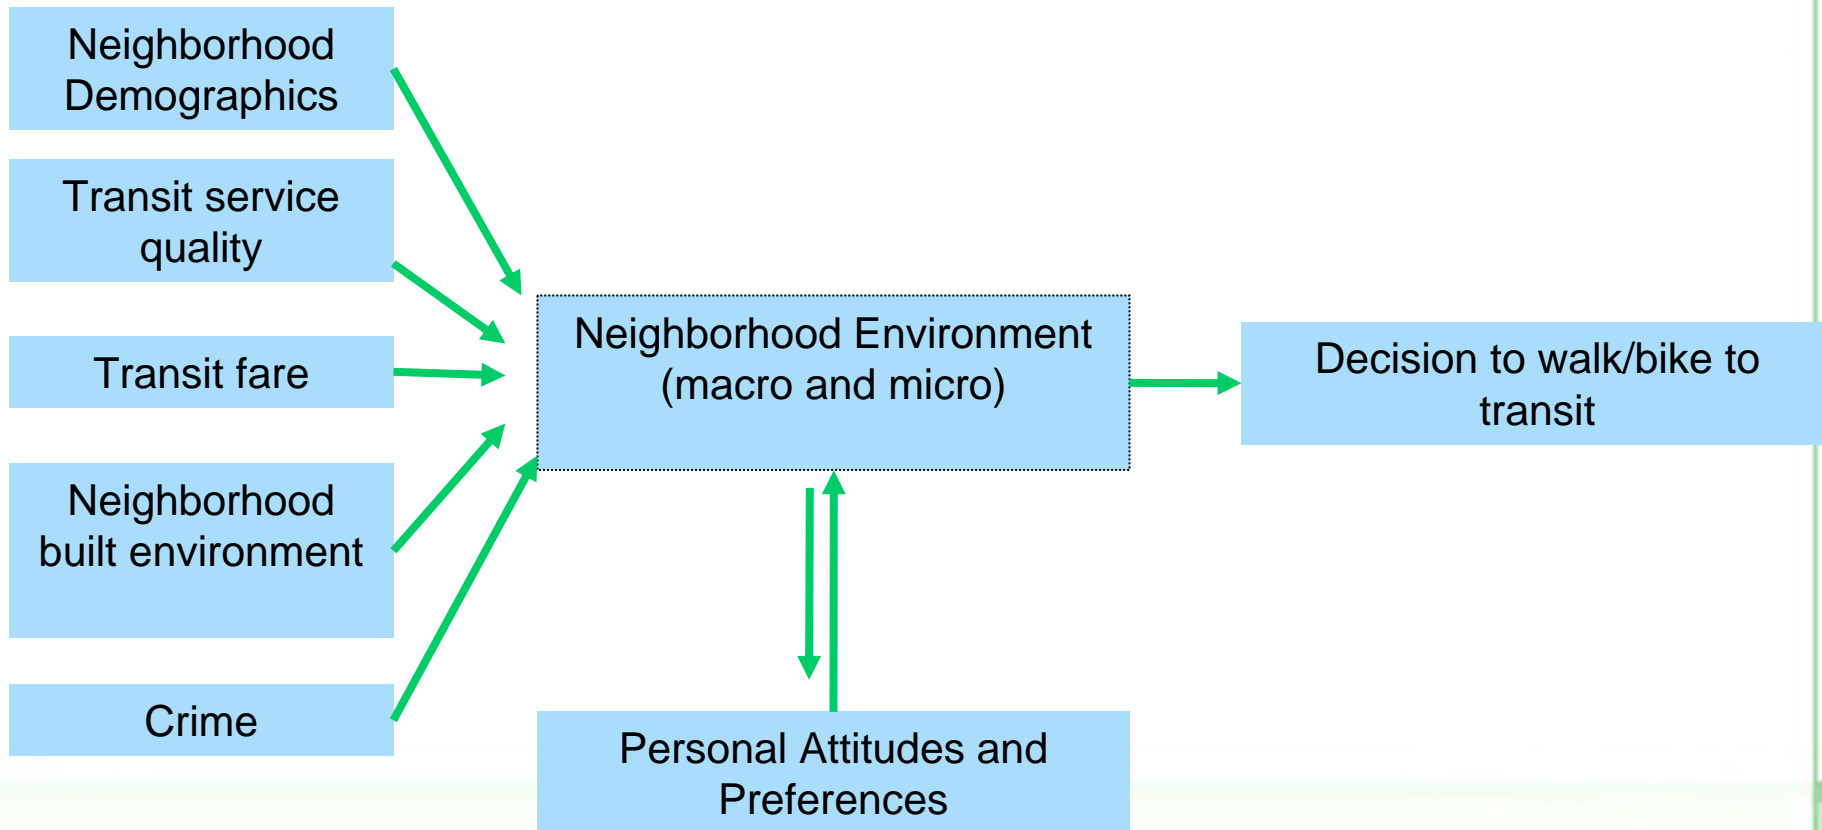 Neighborhood
Demographics
Transit service
quality
Transit fare
Neighborhood
built environment
Crime
Neighborhood Environment
(macro and micro)
Personal Attitudes and
Preferences
Decision to walk/bike to
transit